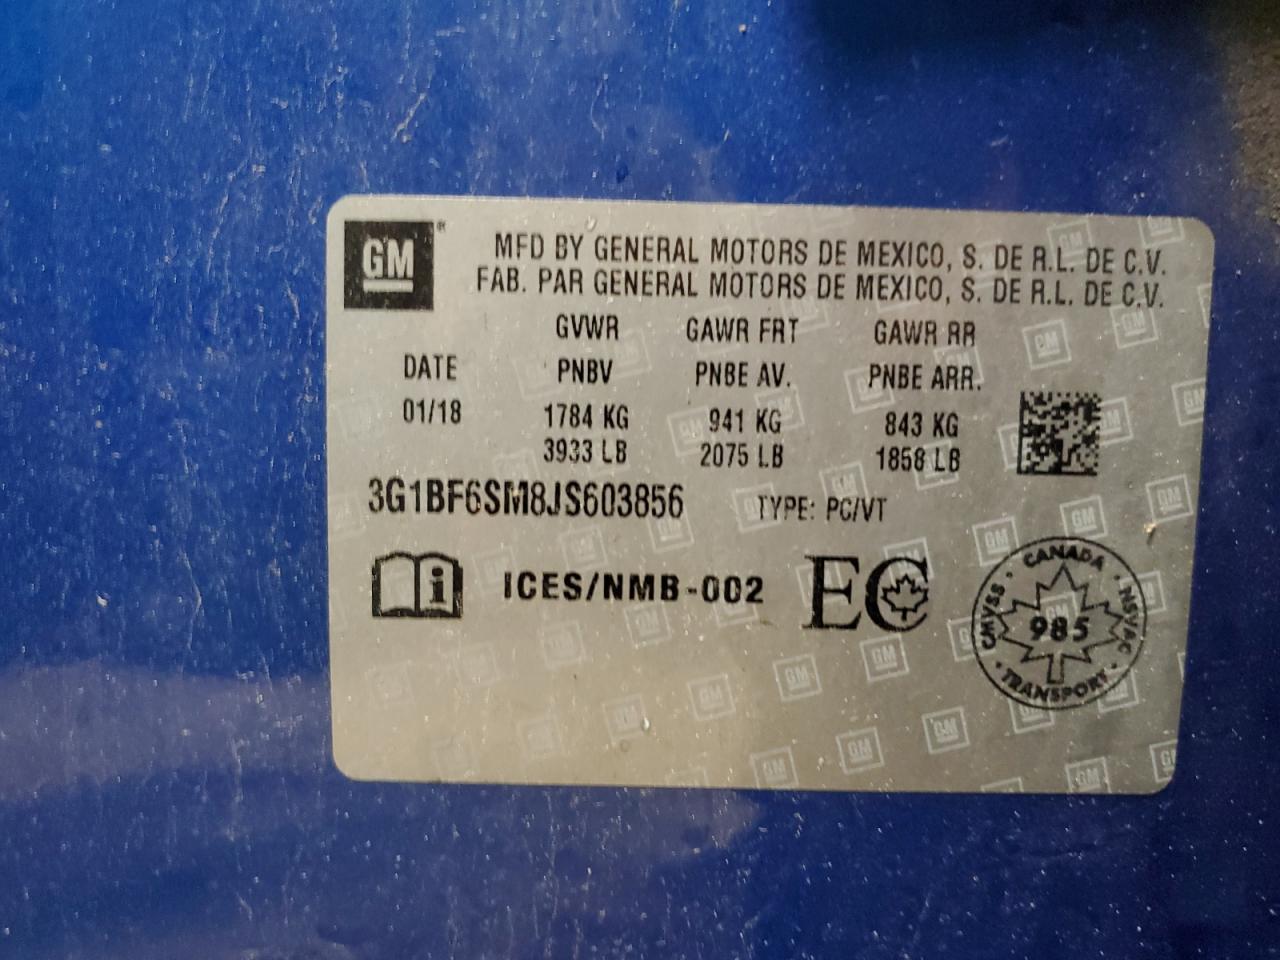 GM®
MFD BY GENERAL MOTORS DE MEXICO, S. DE R.L. DE C.V.
FAB. PAR GENERAL MOTORS DE MEXICO, S. DE R.L. DE C.V.
GVWR GAWR FRT GAWR RR
DATE PNBV PNBE AV. PNBE ARR.
01/18 1784 KG 941 KG 843 KG
3933 LB 2075 LB 1858 LB
3G1BF6SM8JS603856 TYPE: PC/VT
i ICES/NMB-002 EC
CANADA
CMVSS · NSVAC
985
TRANSPORT